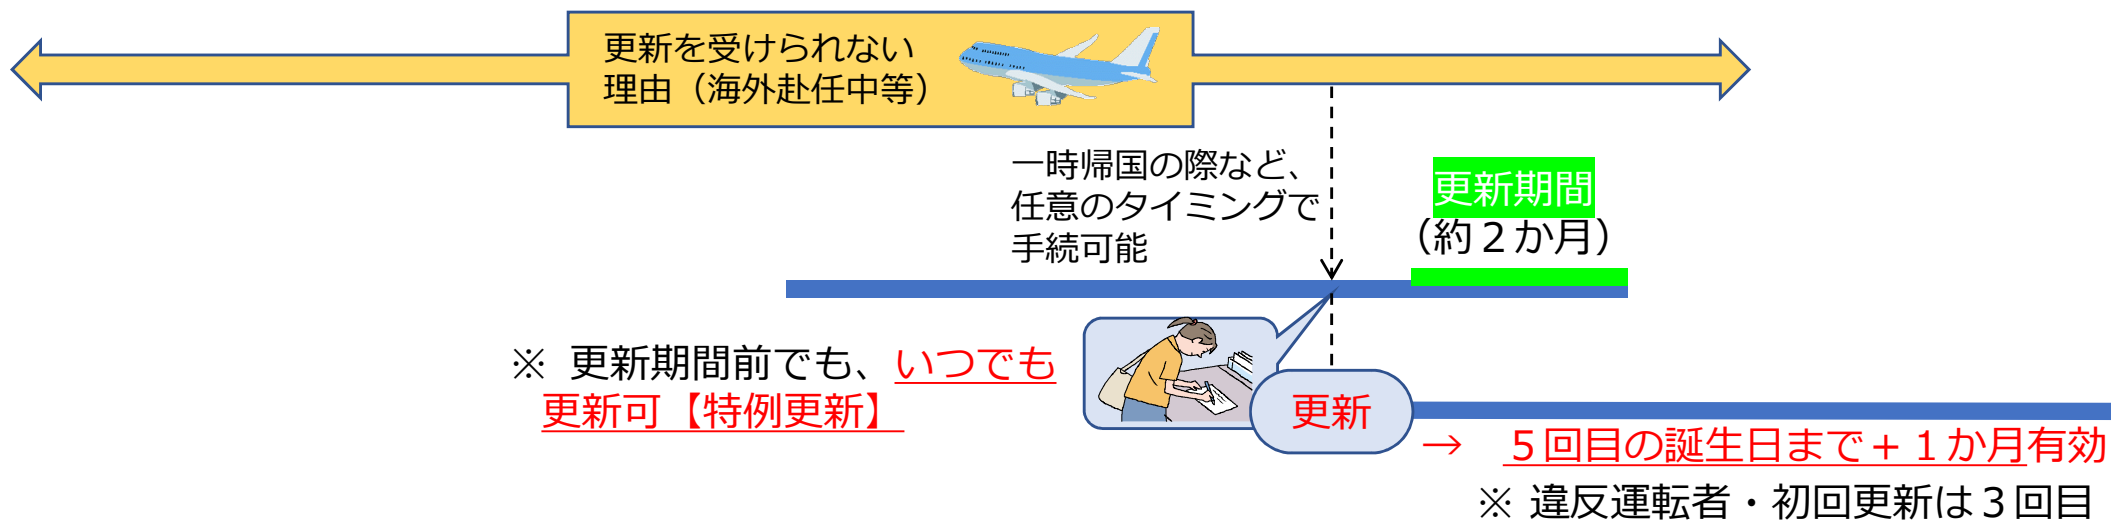 更新を受けられない
理由（海外赴任中等）
一時帰国の際など、
任意のタイミングで
手続可能
更新期間
（約２か月）
※ 更新期間前でも、いつでも
更新可【特例更新】
更新
→ ５回目の誕生日まで＋１か月有効
※ 違反運転者・初回更新は３回目